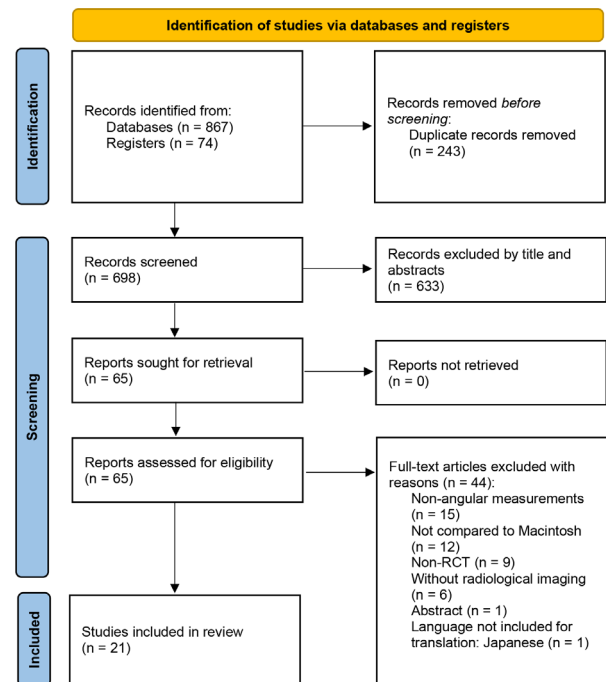 Identification of studies via databases and registers
Identification
Records identified from:
Databases (n = 867)
Registers (n = 74)
Records removed before
screening:
Duplicate records removed
(n = 243)
Screening
Records screened
(n = 698)
Records excluded by title and
abstracts
(n = 633)
Reports sought for retrieval
(n = 65)
Reports not retrieved
(n = 0)
Reports assessed for eligibility
(n = 65)
Full-text articles excluded with
reasons (n = 44):
Non-angular measurements
(n = 15)
Not compared to Macintosh
(n = 12)
Non-RCT (n = 9)
Without radiological imaging
(n = 6)
Abstract (n = 1)
Language not included for
translation: Japanese (n = 1)
Included
Studies included in review
(n = 21)